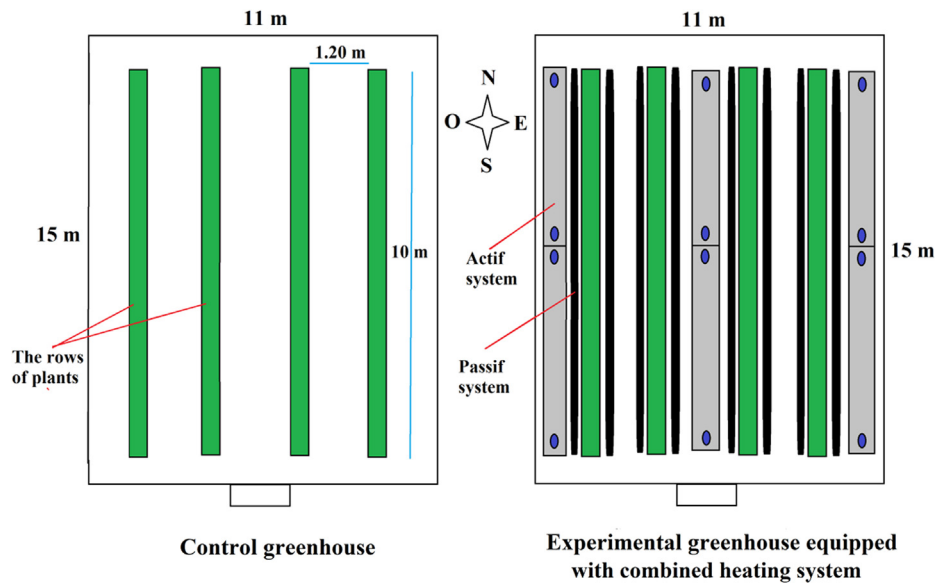 11 m
11 m
1.20 m
N
O
E
S
15 m
10 m
15 m
Actif
system
The rows
of plants
Passif
system
Control greenhouse
Experimental greenhouse equipped
with combined heating system